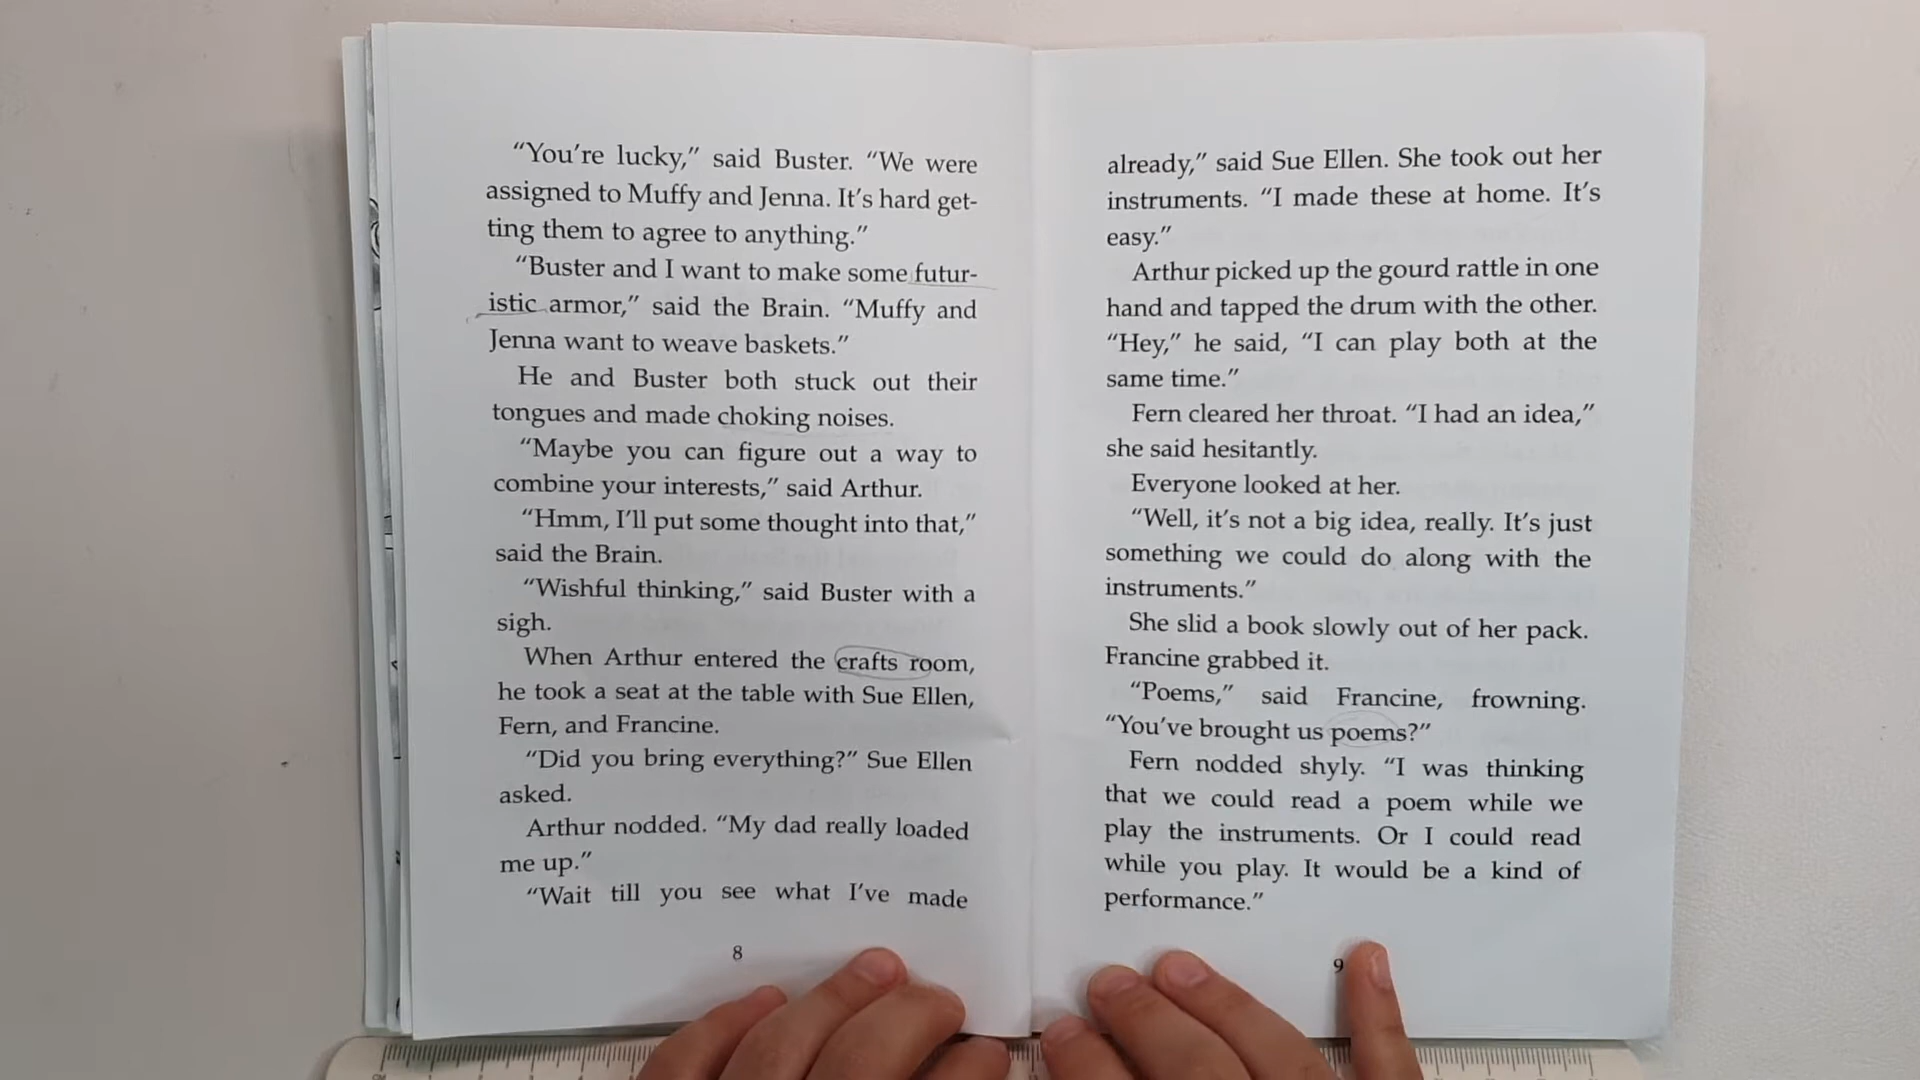 “You’re lucky,” said Buster. “We were
assigned to Muffy and Jenna. It’s hard get-
ting them to agree to anything.”
“Buster and I want to make some futur-
istic armor,” said the Brain. “Muffy and
Jenna want to weave baskets.”
He and Buster both stuck out their
tongues and made choking noises.
“Maybe you can figure out a way to
combine your interests,” said Arthur.
“Hmm, I’ll put some thought into that,”
said the Brain.
“Wishful thinking,” said Buster with a
sigh.
When Arthur entered the crafts room,
he took a seat at the table with Sue Ellen,
Fern, and Francine.
“Did you bring everything?” Sue Ellen
asked.
Arthur nodded. “My dad really loaded
me up.”
“Wait till you see what I’ve made
8
already,” said Sue Ellen. She took out her
instruments. “I made these at home. It’s
easy.”
Arthur picked up the gourd rattle in one
hand and tapped the drum with the other.
“Hey,” he said, “I can play both at the
same time.”
Fern cleared her throat. “I had an idea,”
she said hesitantly.
Everyone looked at her.
“Well, it’s not a big idea, really. It’s just
something we could do along with the
instruments.”
She slid a book slowly out of her pack.
Francine grabbed it.
“Poems,” said Francine, frowning.
“You’ve brought us poems?”
Fern nodded shyly. “I was thinking
that we could read a poem while we
play the instruments. Or I could read
while you play. It would be a kind of
performance.”
9